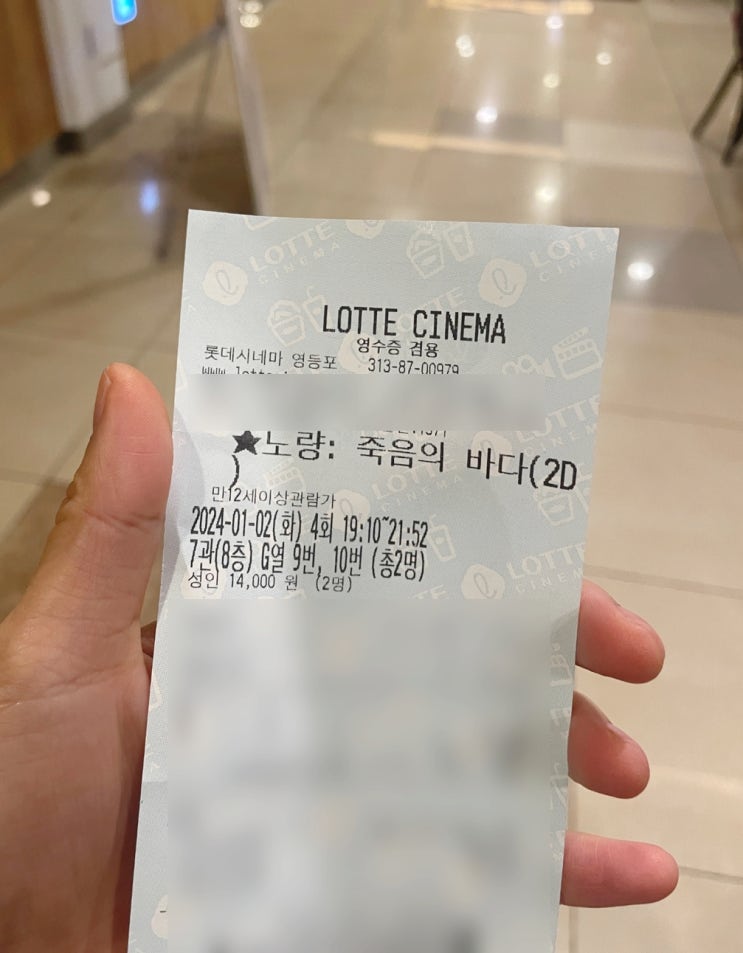 LOTTE CINEMA
영수증 겸용
롯데시네마 영등포 313-87-00979
★노량: 죽음의 바다(2D
)
만12세이상관람가
2024-01-02(화) 4회 19:10~21:52
7관(8층) G열 9번, 10번 (총2명)
성인 14,000 원 (2명)